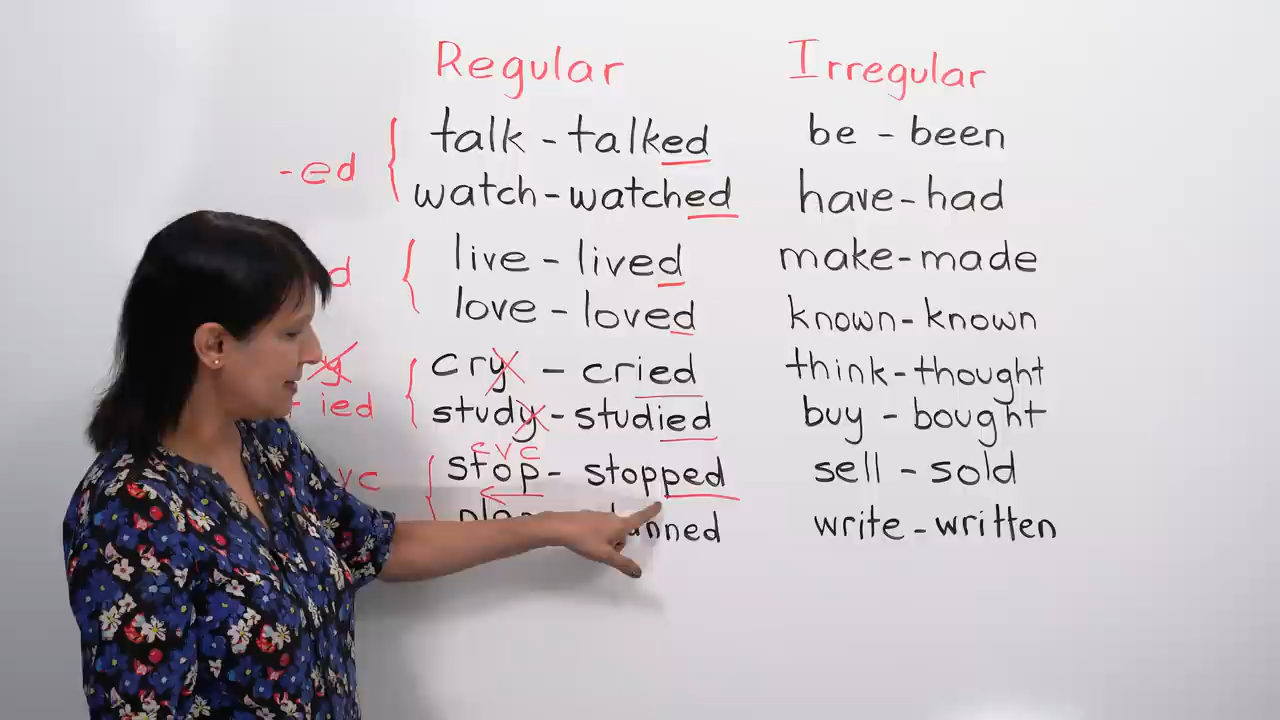 Regular Irregular
-ed talk - talked be - been
watch - watched have - had
d live - lived make - made
love - loved known - known
y cry - cried think - thought
- ied study - studied buy - bought
cvc
vc stop - stopped sell - sold
write - written